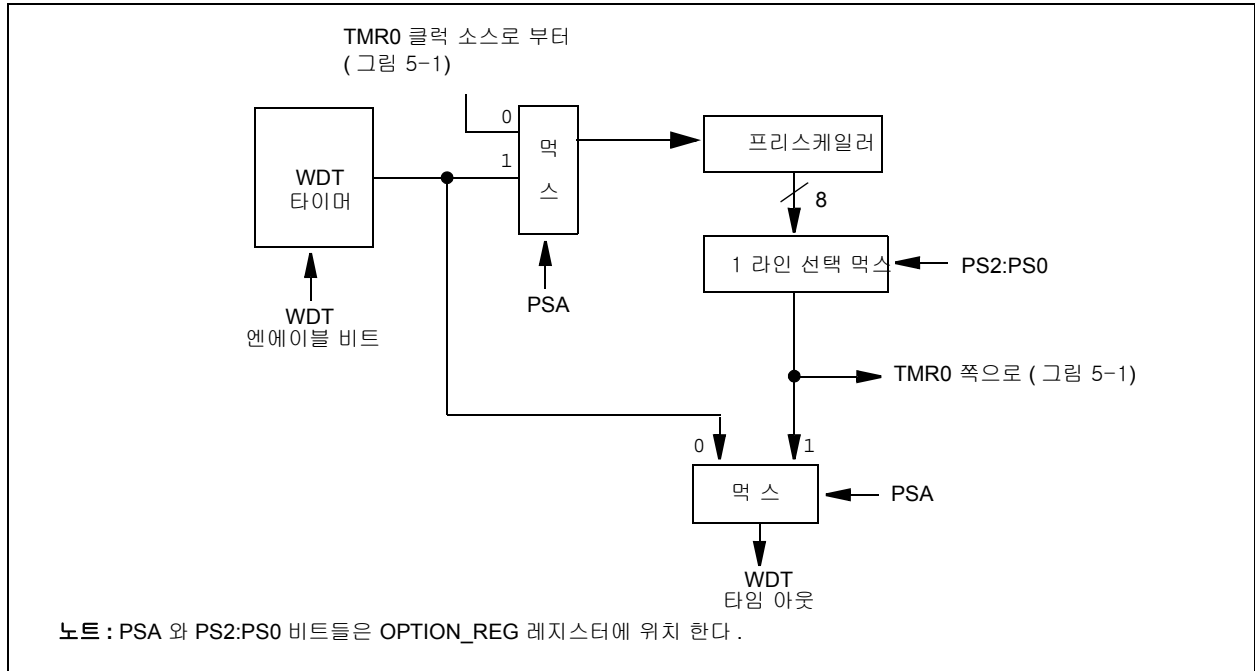 TMR0 클럭 소스로 부터
( 그림 5-1)
0
1
먹
스
프리스케일러
WDT
타이머
8
1 라인 선택 먹스
PS2:PS0
PSA
WDT
엔에이블 비트
TMR0 쪽으로 ( 그림 5-1)
0
1
먹 스
PSA
WDT
타임 아웃
노트 : PSA 와 PS2:PS0 비트들은 OPTION_REG 레지스터에 위치 한다 .